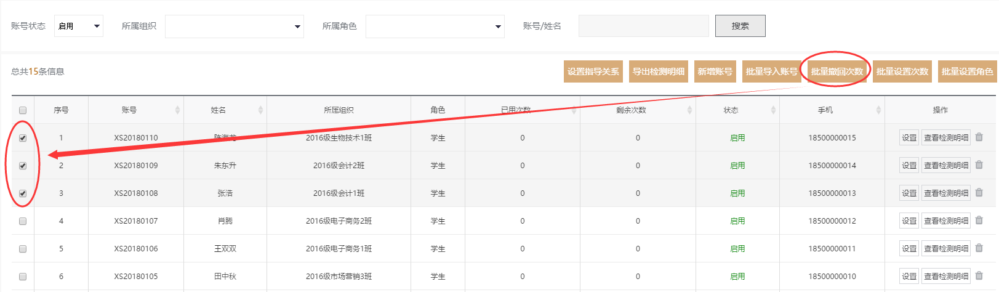 账号状态 启用 所属组织 所属角色 账号/姓名 搜索
总共15条信息 设置指导关系 导出检测明细 新增账号 批量导入账号 批量撤回次数 批量设置次数 批量设置角色
序号 账号 姓名 所属组织 角色 已用次数 剩余次数 状态 手机 操作
1 XS20180110 陈海龙 2016级生物技术1班 学生 0 0 启用 18500000015 设置 查看检测明细
2 XS20180109 朱东升 2016级会计2班 学生 0 0 启用 18500000014 设置 查看检测明细
3 XS20180108 张浩 2016级会计1班 学生 0 0 启用 18500000013 设置 查看检测明细
4 XS20180107 肖腾 2016级电子商务2班 学生 0 0 启用 18500000012 设置 查看检测明细
5 XS20180106 王双双 2016级电子商务1班 学生 0 0 启用 18500000011 设置 查看检测明细
6 XS20180105 田中秋 2016级市场营销3班 学生 0 0 启用 18500000010 设置 查看检测明细